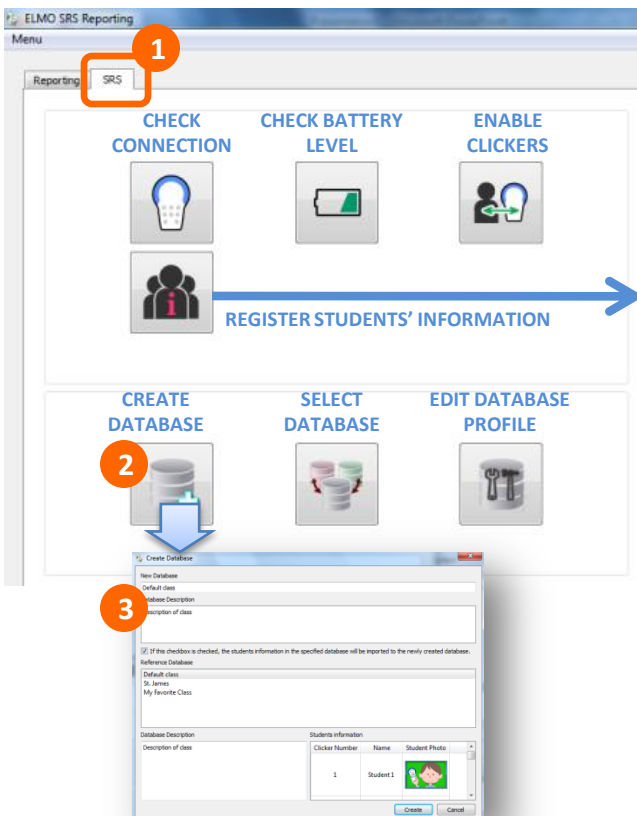 ELMO SRS Reporting
Menu
1
Reporting
SRS
CHECK
CONNECTION
CHECK BATTERY
LEVEL
ENABLE
CLICKERS
REGISTER STUDENTS’ INFORMATION
CREATE
DATABASE
SELECT
DATABASE
EDIT DATABASE
PROFILE
2
3
Create Database
New Database
Default class
Database Description
Description of class
If this checkbox is checked, the students information in the specified database will be imported to the newly created database.
Reference Database
Default class
St. James
My Favorite Class
Database Description
Description of class
Students information
Clicker Number Name Student Photo
1 Student 1
Create Cancel